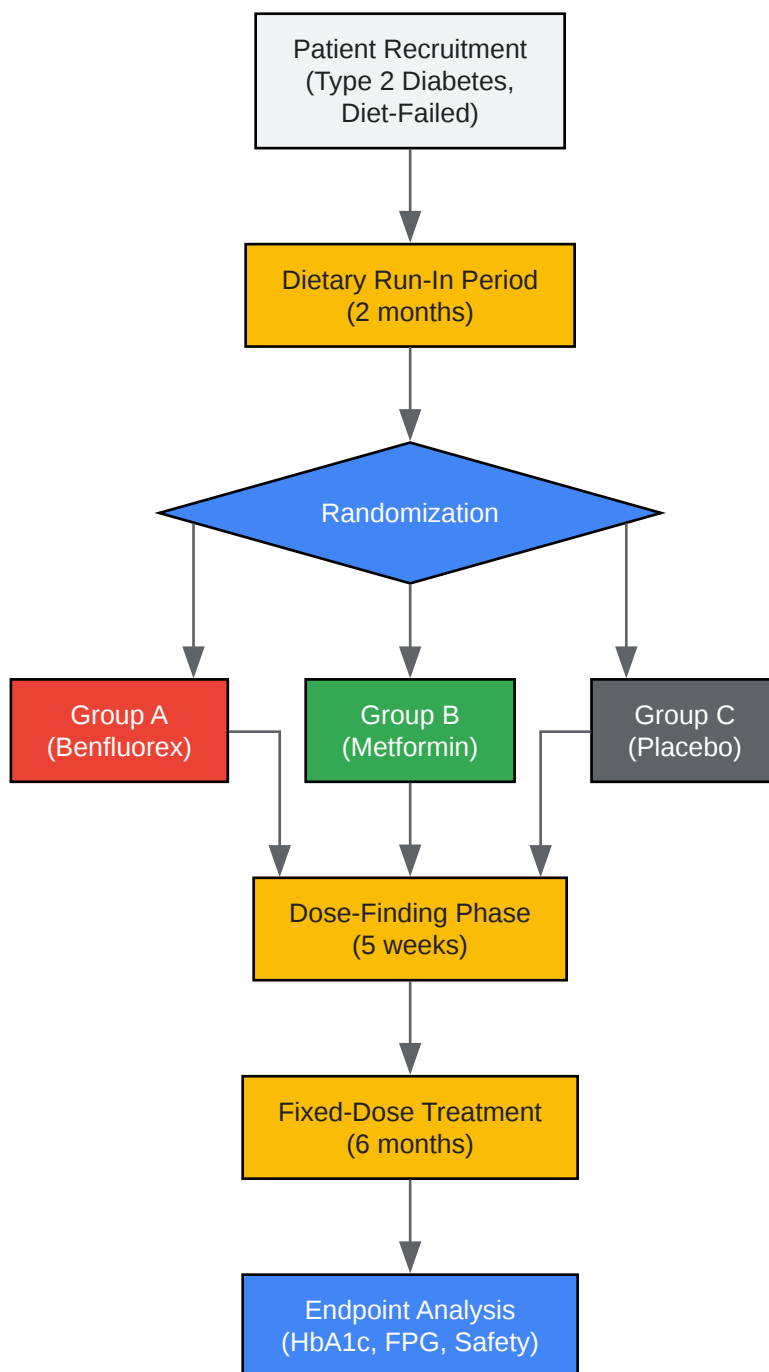 Patient Recruitment
(Type 2 Diabetes,
Diet-Failed)
Dietary Run-In Period
(2 months)
Randomization
Group A
(Benfluorex)
Group B
(Metformin)
Group C
(Placebo)
Dose-Finding Phase
(5 weeks)
Fixed-Dose Treatment
(6 months)
Endpoint Analysis
(HbA1c, FPG, Safety)